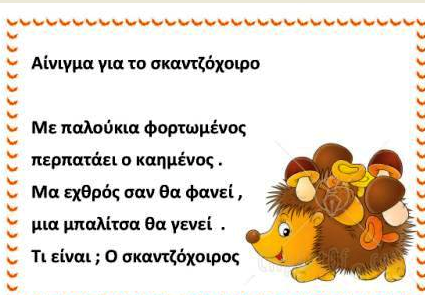 Αίνιγμα για το σκαντζόχοιρο
Με παλούκια φορτωμένος
περπατάει ο καημένος .
Μα εχθρός σαν θα φανεί ,
μια μπαλίτσα θα γενεί .
Τι είναι ; Ο σκαντζόχοιρος